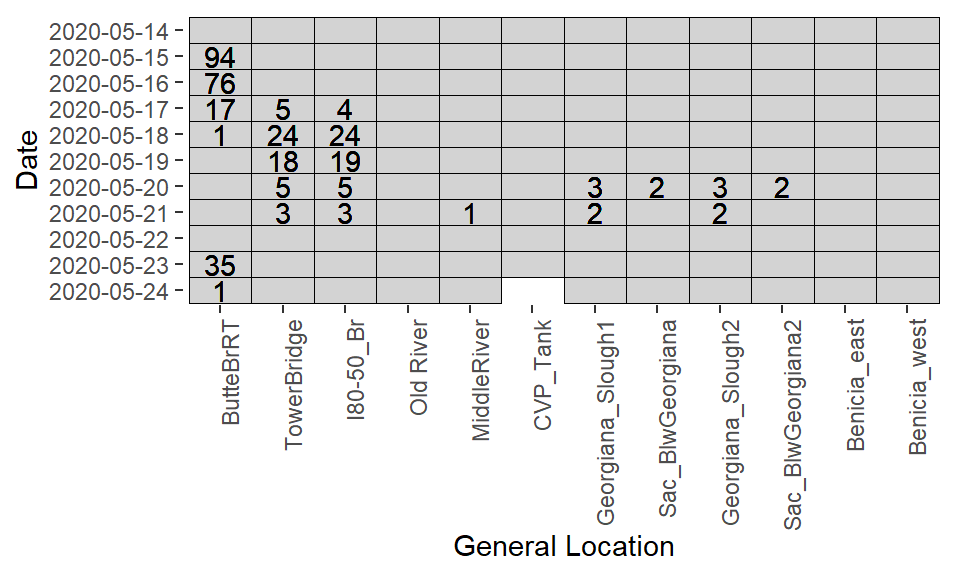 2020-05-14
2020-05-15 94
2020-05-16 76
2020-05-17 17 5 4
2020-05-18 1 24 24
2020-05-19 18 19
2020-05-20 5 5 3 2 3 2
2020-05-21 3 3 1 2 2
2020-05-22
2020-05-23 35
2020-05-24 1
Date
ButteBrRT
TowerBridge
I80-50_Br
Old River
MiddleRiver
CVP_Tank
Georgiana_Slough1
Sac_BlwGeorgiana
Georgiana_Slough2
Sac_BlwGeorgiana2
Benicia_east
Benicia_west
General Location